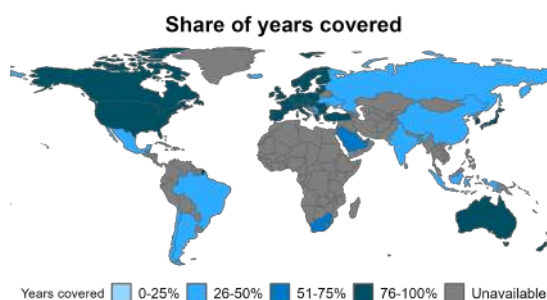 Share of years covered
Years covered 0-25% 26-50% 51-75% 76-100% Unavailable